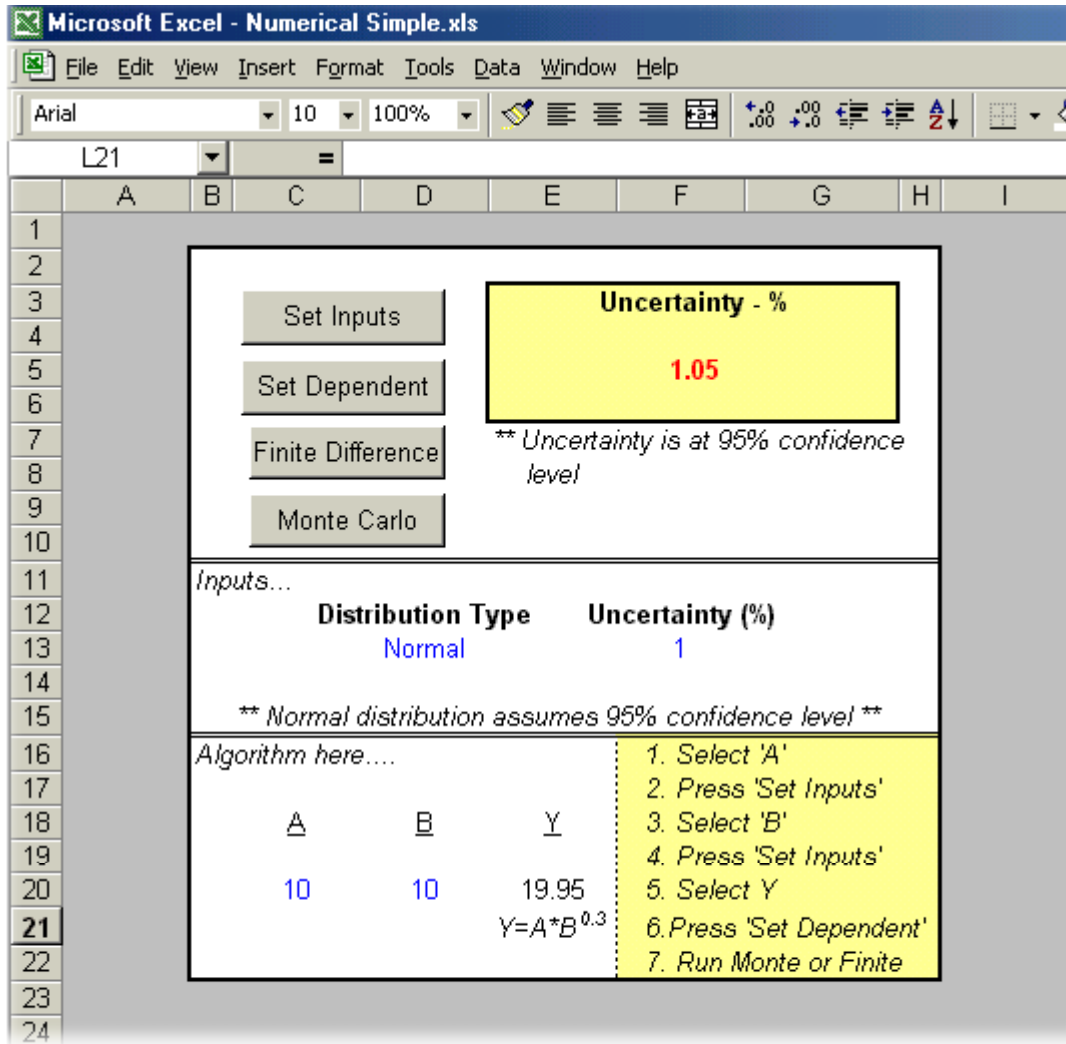 Microsoft Excel - Numerical Simple.xls
File Edit View Insert Format Tools Data Window Help
Arial 10 100%
L21 =
A B C D E F G H I
1
2
3 Set Inputs Uncertainty - %
4
5 Set Dependent 1.05
6
7 Finite Difference ** Uncertainty is at 95% confidence
8 level
9 Monte Carlo
10
11 Inputs...
12 Distribution Type Uncertainty (%)
13 Normal 1
14
15 ** Normal distribution assumes 95% confidence level **
16 Algorithm here.... 1. Select 'A'
17 2. Press 'Set Inputs'
18 A B Y 3. Select 'B'
19 4. Press 'Set Inputs'
20 10 10 19.95 5. Select Y
21 Y=A*B^0.3 6.Press 'Set Dependent'
22 7. Run Monte or Finite
23
24